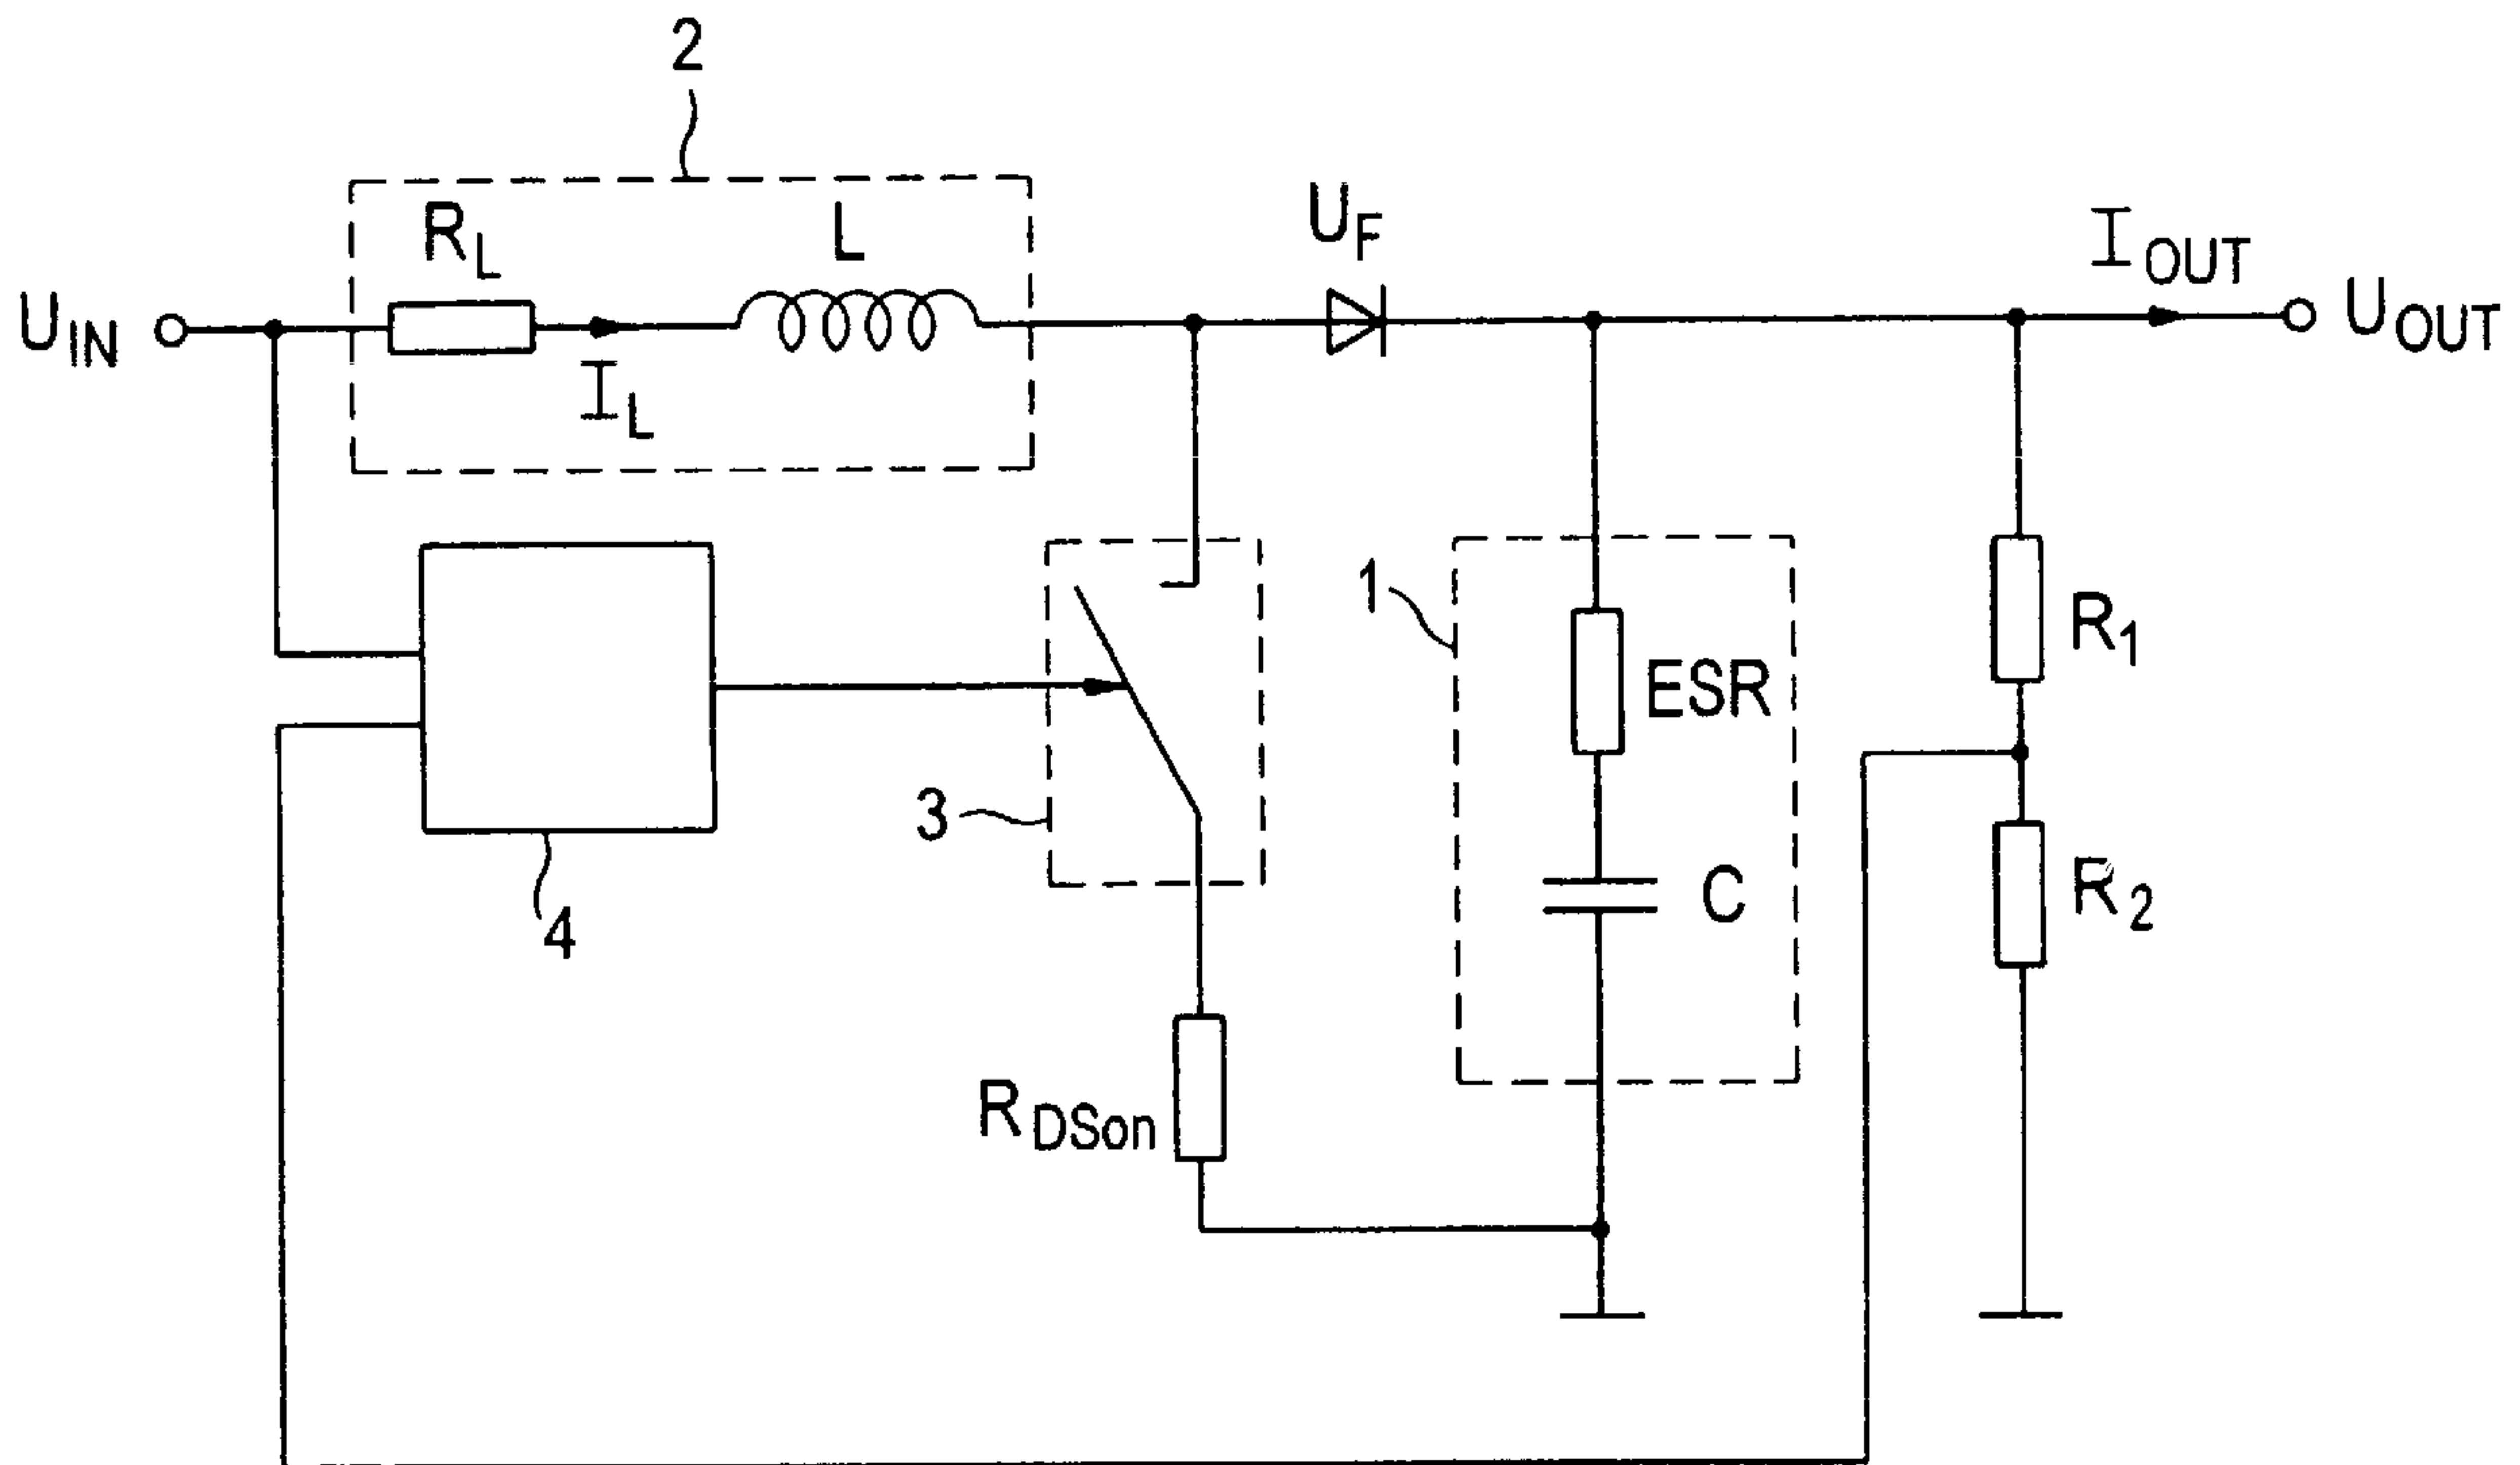 2
R_L
L
U_F
I_OUT
U_IN
U_OUT
I_L
1
R_1
ESR
3
C
R_2
4
R_DSon